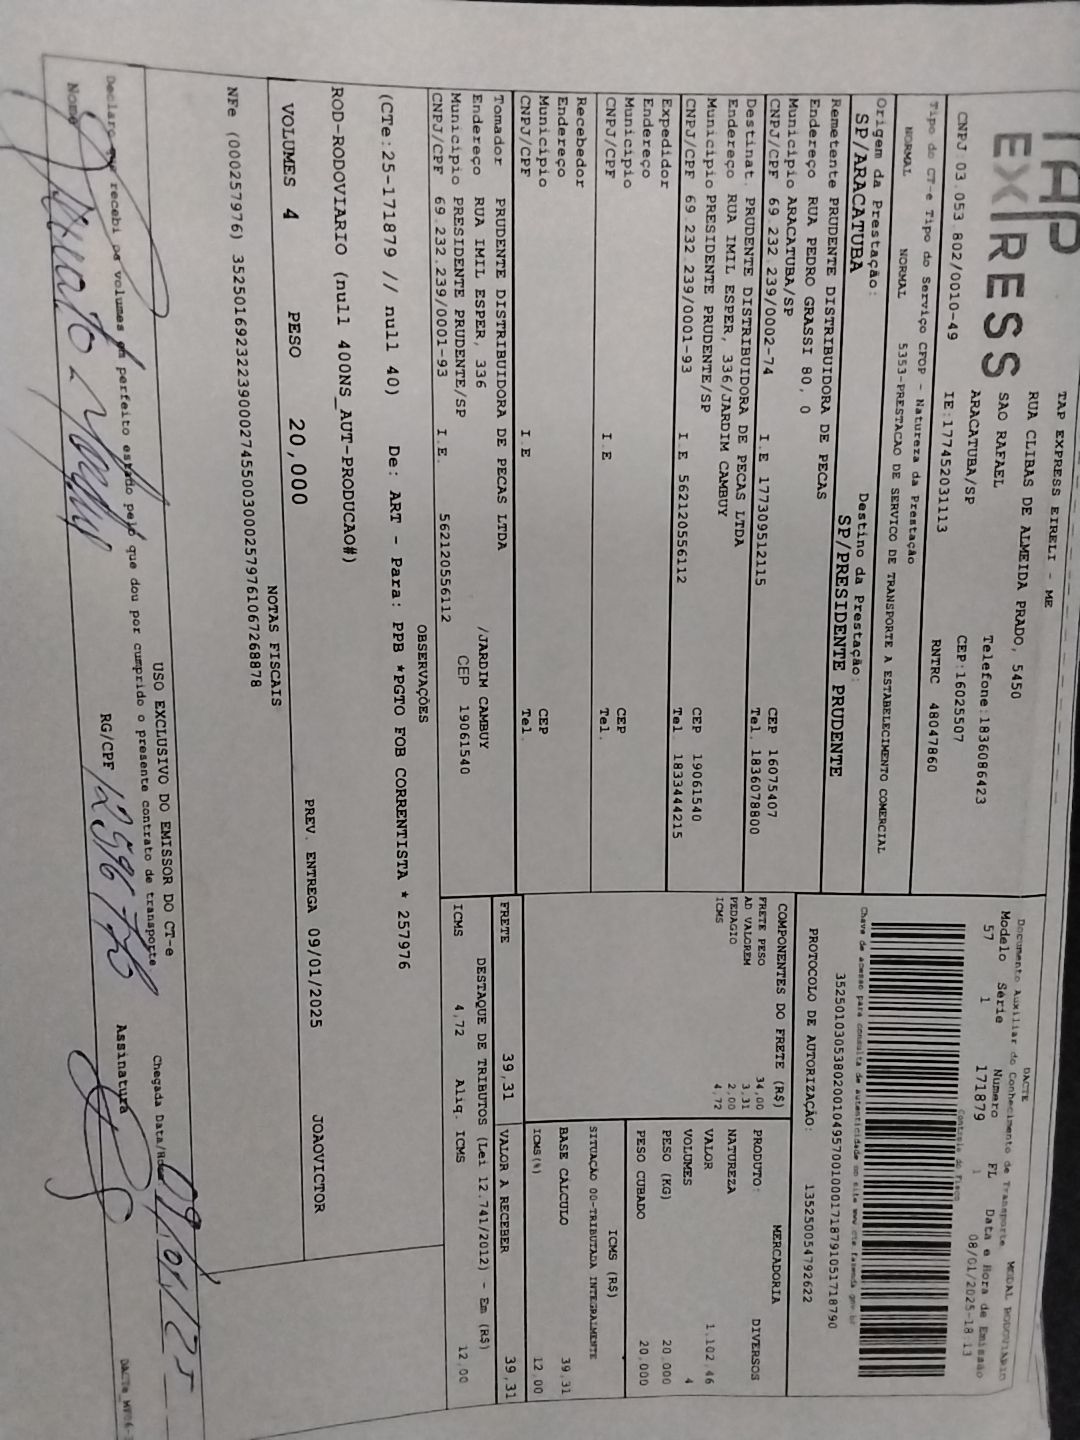 TAP EXPRESS
TAP EXPRESS EIRELI - ME
RUA CLIBAS DE ALMEIDA PRADO, 5450
SAO RAFAEL Telefone:1836086423
ARACATUBA/SP CEP:16025507
CNPJ:03.053.802/0010-49 IE:177452031113 RNTRC 48047860
Tipo do CT-e Tipo do Serviço CFOP - Natureza da Prestação
NORMAL NORMAL 5353-PRESTACAO DE SERVICO DE TRANSPORTE A ESTABELECIMENTO COMERCIAL
Origem da Prestação: Destino da Prestação:
SP/ARACATUBA SP/PRESIDENTE PRUDENTE
Remetente PRUDENTE DISTRIBUIDORA DE PECAS
Endereço RUA PEDRO GRASSI 80, 0
Municipio ARACATUBA/SP CEP 16075407
CNPJ/CPF 69.232.239/0002-74 I.E 177309512115 Tel. 1836078800
Destinat. PRUDENTE DISTRIBUIDORA DE PECAS LTDA
Endereço RUA IMIL ESPER, 336/JARDIM CAMBUY
Municipio PRESIDENTE PRUDENTE/SP CEP 19061540
CNPJ/CPF 69.232.239/0001-93 I.E 562120556112 Tel. 1833444215
Expedidor
Endereço
Municipio CEP
CNPJ/CPF I.E Tel.
Recebedor
Endereço
Municipio CEP
CNPJ/CPF I.E Tel.
Tomador PRUDENTE DISTRIBUIDORA DE PECAS LTDA
Endereço RUA IMIL ESPER, 336 /JARDIM CAMBUY
Municipio PRESIDENTE PRUDENTE/SP CEP 19061540
CNPJ/CPF 69.232.239/0001-93 I.E. 562120556112
DACTE
Documento Auxiliar do Conhecimento de Transporte MODAL RODOVIARIO
Modelo Série Numero FL Data e Hora de Emissão
57 1 171879 1 08/01/2025-18:13
Controle do Fisco
Chave de acesso para consulta de autenticidade no site www.cte.fazenda.gov.br
35250103053802001049570010001718791051718790
PROTOCOLO DE AUTORIZAÇÃO: 135250054792622
COMPONENTES DO FRETE (R$)
FRETE PESO 34,00
AD VALOREM 3,31
PEDAGIO 2,00
ICMS 4,72
MERCADORIA
PRODUTO: DIVERSOS
NATUREZA
VALOR 1.102,46
VOLUMES 4
PESO (KG) 20,000
PESO CUBADO 20,000
ICMS (R$)
SITUAÇÃO 00-TRIBUTADA INTEGRALMENTE
BASE CALCULO 39,31
ICMS(%) 12,00
FRETE 39,31 VALOR A RECEBER 39,31
DESTAQUE DE TRIBUTOS (Lei 12.741/2012) - Em (R$)
ICMS 4,72 Aliq. ICMS 12,00
OBSERVAÇÕES
(CTe:25-171879 // null 40) De: ART - Para: PPB *PGTO FOB CORRENTISTA * 257976
ROD-RODOVIARIO (null 400NS_AUT-PRODUCAO#)
VOLUMES 4 PESO 20,000 PREV. ENTREGA 09/01/2025 JOAOVICTOR
NOTAS FISCAIS
NFe (000257976) 35250169232239000274550030002579761067268878
USO EXCLUSIVO DO EMISSOR DO CT-e
Declaro que recebi os volumes em perfeito estado pelo que dou por cumprido o presente contrato de transporte
Chegada Data/Hora 09/01/25
Nome RG/CPF Assinatura